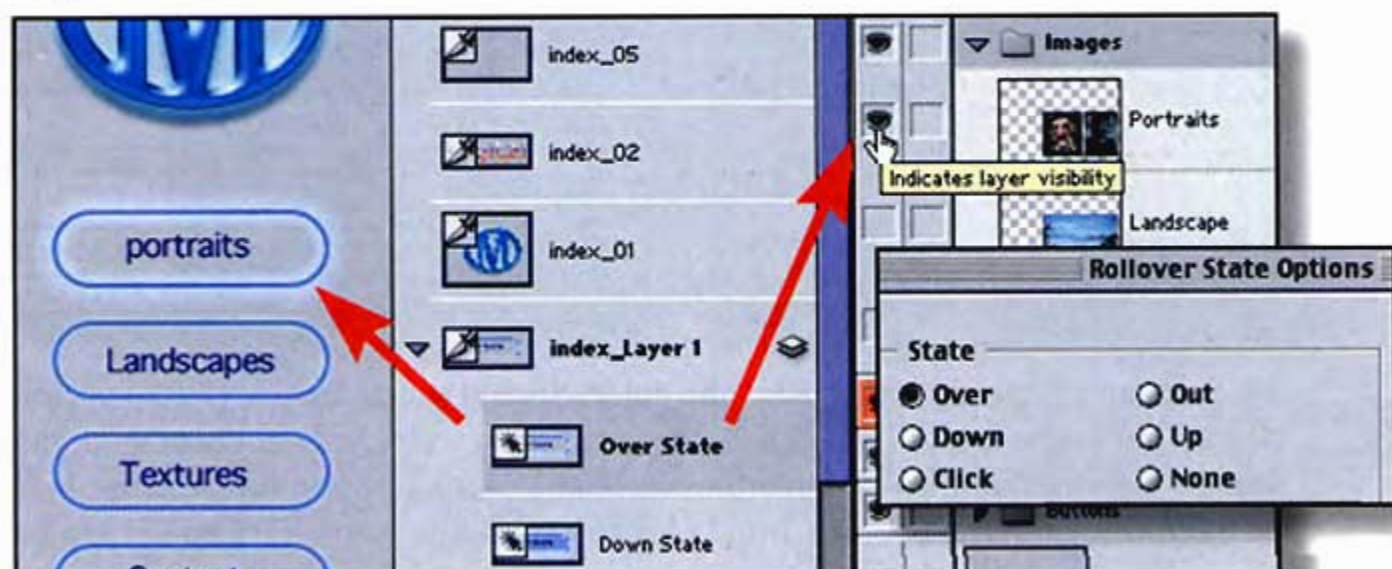 portraits
Landscapes
Textures
index_05
index_02
index_01
index_Layer 1
Over State
Down State
Images
Portraits
Indicates layer visibility
Landscape
Rollover State Options
State
Over
Out
Down
Up
Click
None
Buttons